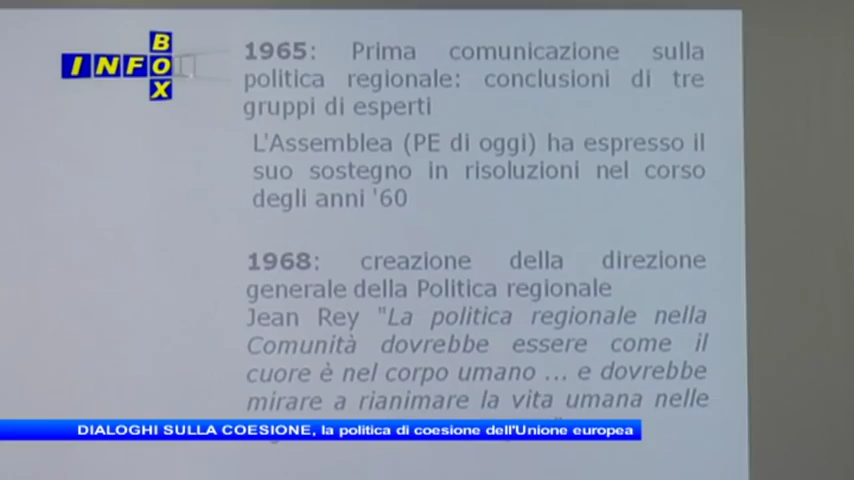 INFO BOX
1965: Prima comunicazione sulla
politica regionale: conclusioni di tre
gruppi di esperti
L'Assemblea (PE di oggi) ha espresso il
suo sostegno in risoluzioni nel corso
degli anni '60
1968: creazione della direzione
generale della Politica regionale
Jean Rey "La politica regionale nella
Comunità dovrebbe essere come il
cuore è nel corpo umano ... e dovrebbe
mirare a rianimare la vita umana nelle
DIALOGHI SULLA COESIONE, la politica di coesione dell'Unione europea